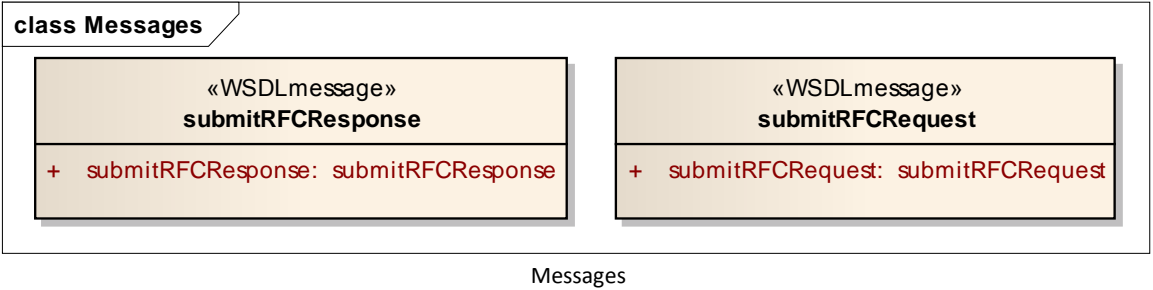 class Messages
«WSDLmessage»
submitRFCResponse
+ submitRFCResponse: submitRFCResponse
«WSDLmessage»
submitRFCRequest
+ submitRFCRequest: submitRFCRequest
Messages